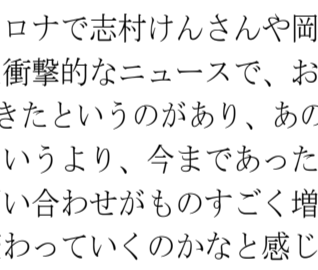 ロナで志村けんさんや岡
衝撃的なニュースで、お
きたというのがあり、あの
いうより、今まであった
い合わせがものすごく増
わっていくのかなと感じ